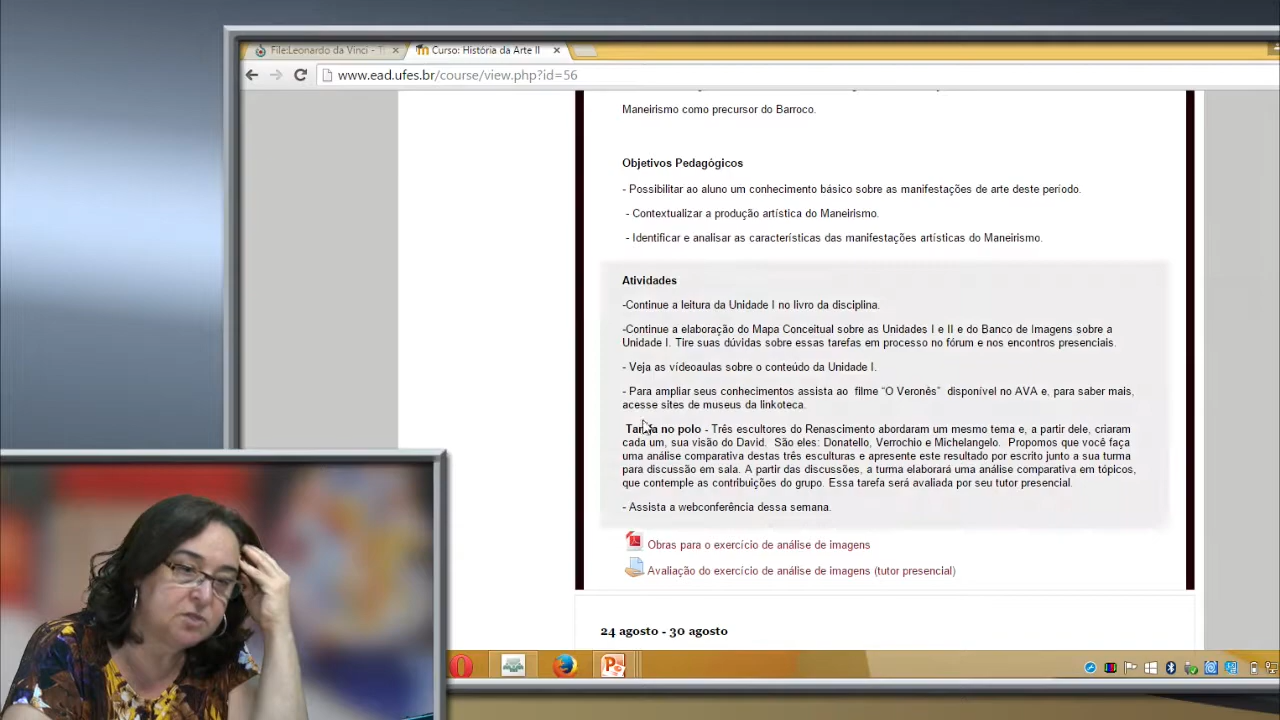 File:Leonardo da Vinci - T
Curso: História da Arte II
www.ead.ufes.br/course/view.php?id=56
Maneirismo como precursor do Barroco.
Objetivos Pedagógicos
- Possibilitar ao aluno um conhecimento básico sobre as manifestações de arte deste período.
- Contextualizar a produção artística do Maneirismo.
- Identificar e analisar as características das manifestações artísticas do Maneirismo.
Atividades
-Continue a leitura da Unidade I no livro da disciplina.
-Continue a elaboração do Mapa Conceitual sobre as Unidades I e II e do Banco de Imagens sobre a
Unidade I. Tire suas dúvidas sobre essas tarefas em processo no fórum e nos encontros presenciais.
- Veja as vídeoaulas sobre o conteúdo da Unidade I.
- Para ampliar seus conhecimentos assista ao filme “O Veronês” disponível no AVA e, para saber mais,
acesse sites de museus da linkoteca.
Tarefa no polo - Três escultores do Renascimento abordaram um mesmo tema e, a partir dele, criaram
cada um, sua visão do David. São eles: Donatello, Verrochio e Michelangelo. Propomos que você faça
uma análise comparativa destas três esculturas e apresente este resultado por escrito junto a sua turma
para discussão em sala. A partir das discussões, a turma elaborará uma análise comparativa em tópicos,
que contemple as contribuições do grupo. Essa tarefa será avaliada por seu tutor presencial.
- Assista a webconferência dessa semana.
Obras para o exercício de análise de imagens
Avaliação do exercício de análise de imagens (tutor presencial)
24 agosto - 30 agosto